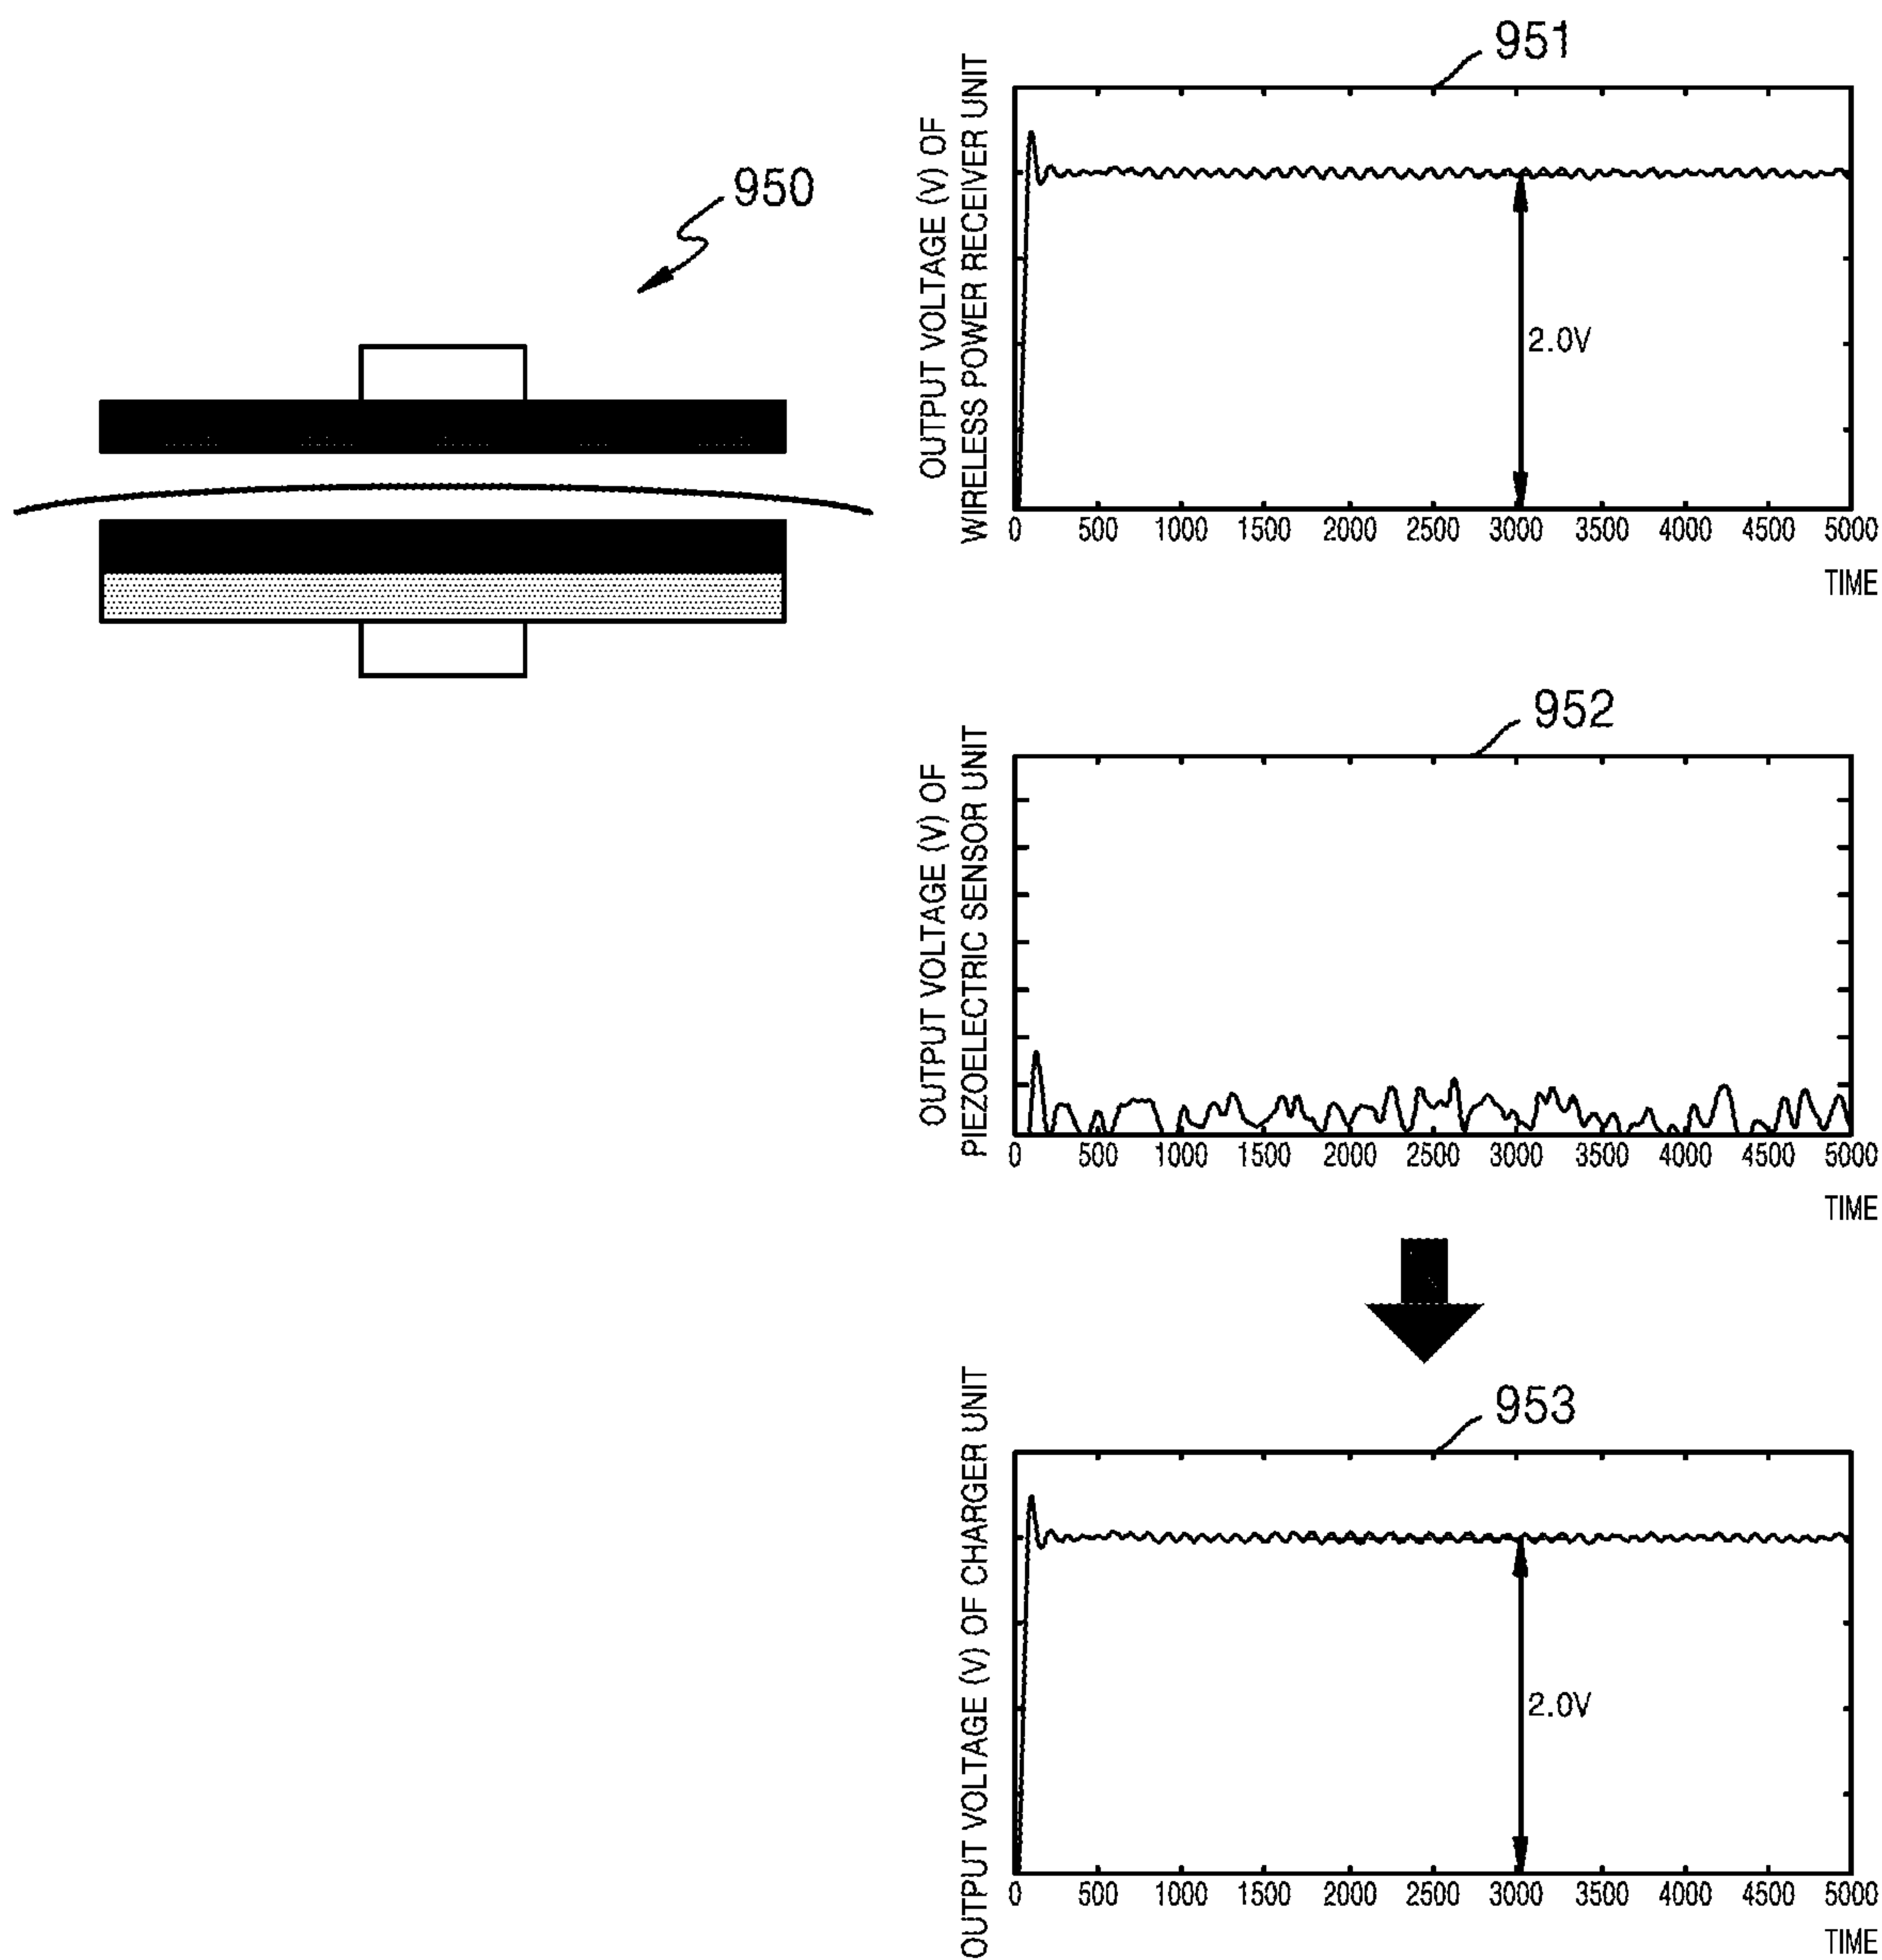 950
951
OUTPUT VOLTAGE (V) OF
WIRELESS POWER RECEIVER UNIT
2.0V
0 500 1000 1500 2000 2500 3000 3500 4000 4500 5000
TIME
952
OUTPUT VOLTAGE (V) OF
PIEZOELECTRIC SENSOR UNIT
0 500 1000 1500 2000 2500 3000 3500 4000 4500 5000
TIME
953
OUTPUT VOLTAGE (V) OF CHARGER UNIT
2.0V
0 500 1000 1500 2000 2500 3000 3500 4000 4500 5000
TIME